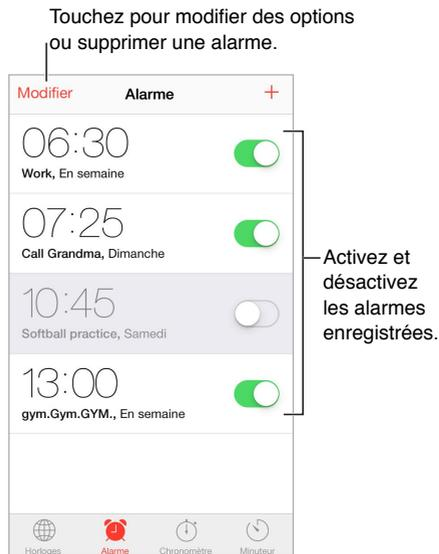 Touchez pour modifier des options
ou supprimer une alarme.
Modifier Alarme +
06:30
Work, En semaine
07:25
Call Grandma, Dimanche
10:45
Softball practice, Samedi
13:00
gym.Gym.GYM., En semaine
Activez et
désactivez
les alarmes
enregistrées.
Horloges Alarme Chronomètre Minuteur